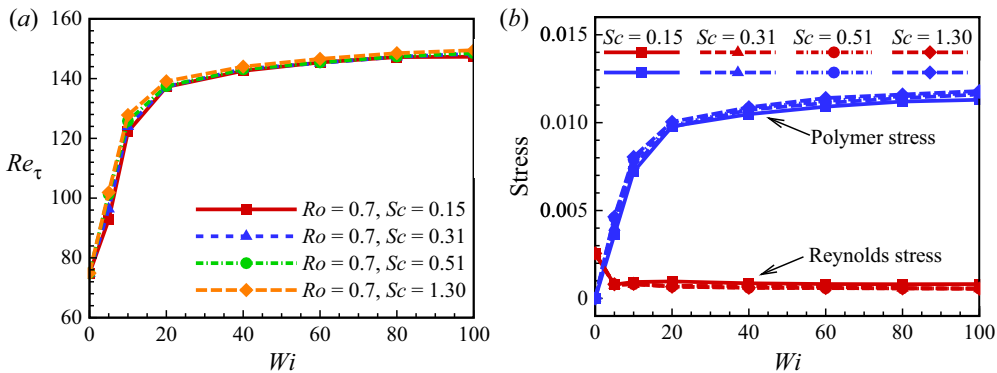 (a)
160
140
120
100
80
60
Re_τ
0
20
40
60
80
100
Wi
Ro = 0.7, Sc = 0.15
Ro = 0.7, Sc = 0.31
Ro = 0.7, Sc = 0.51
Ro = 0.7, Sc = 1.30
(b)
Sc = 0.15 Sc = 0.31 Sc = 0.51 Sc = 1.30
0.015
0.010
0.005
0
Stress
Polymer stress
Reynolds stress
0
20
40
60
80
100
Wi